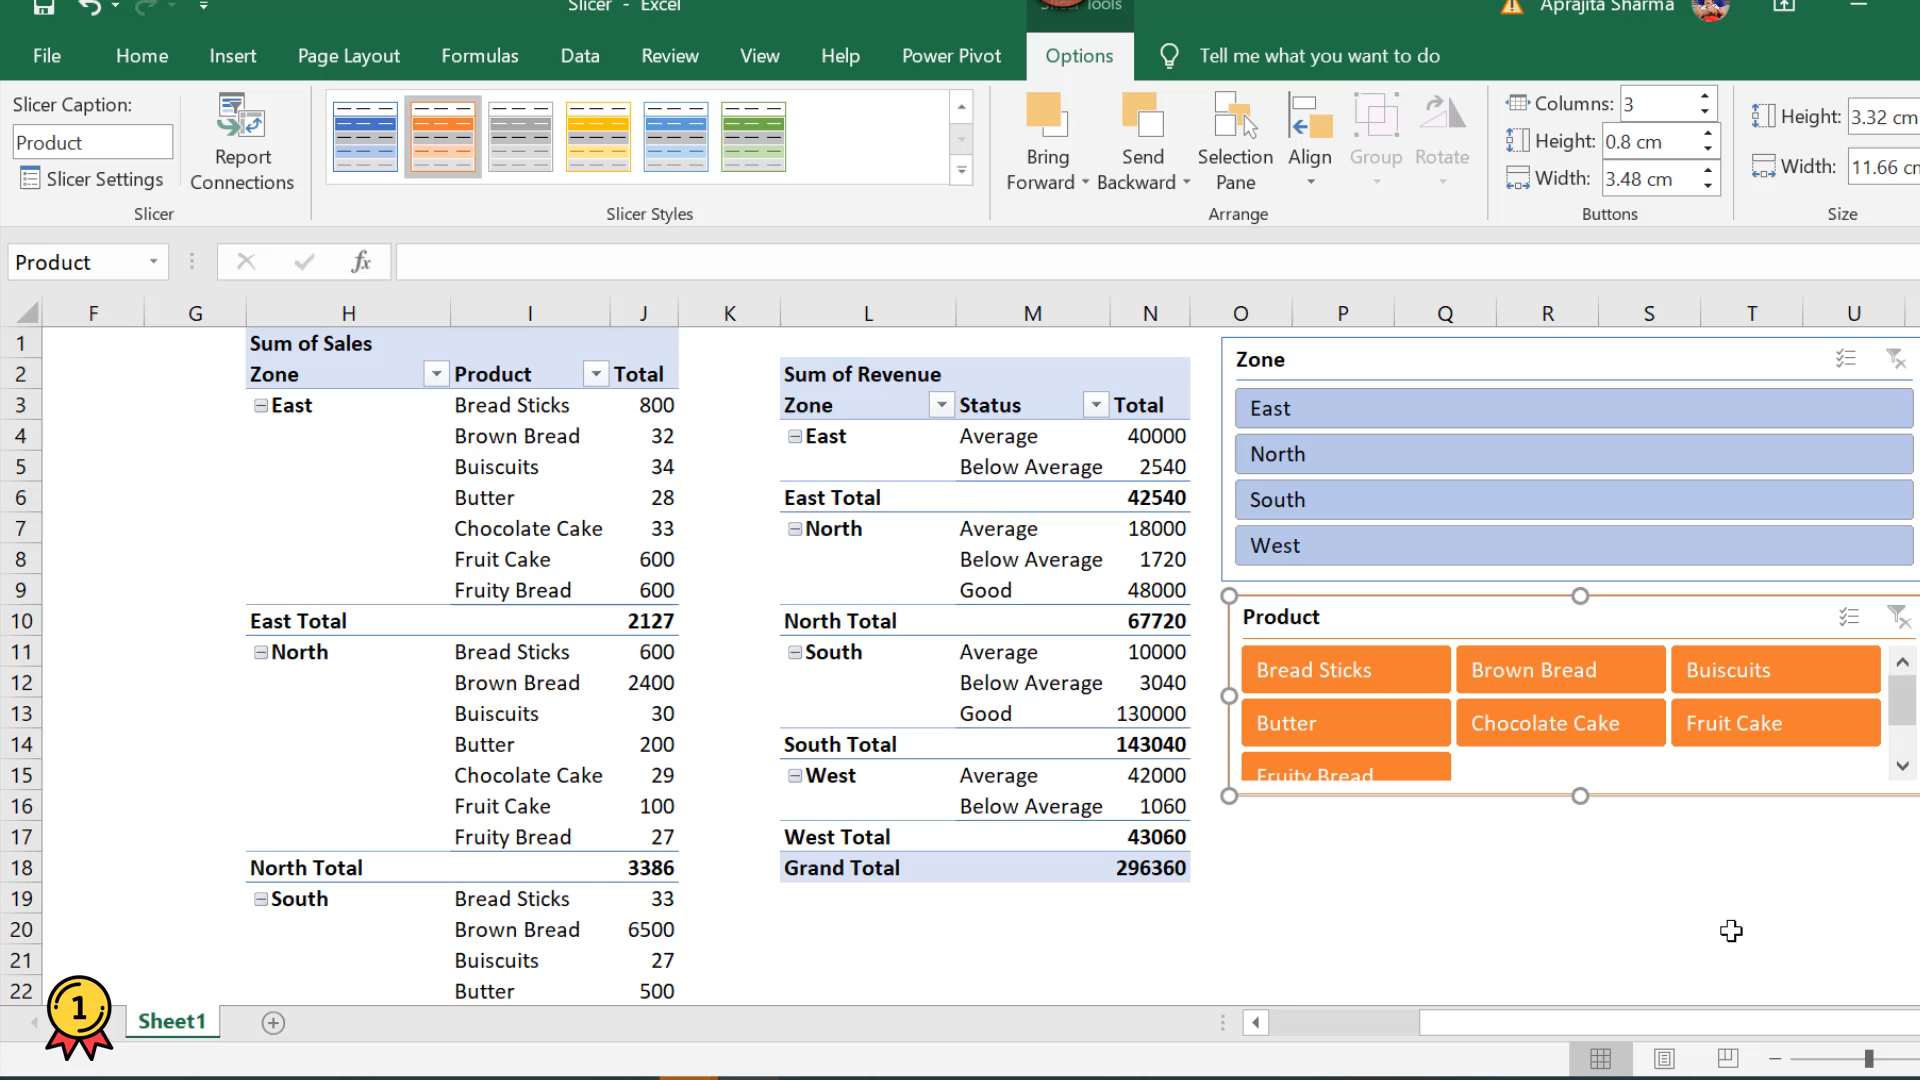 Slicer - Excel
Slicer Tools
Aprajita Sharma
File Home Insert Page Layout Formulas Data Review View Help Power Pivot Options Tell me what you want to do
Slicer Caption:
Product
Slicer Settings
Report Connections
Slicer
Slicer Styles
Bring Forward
Send Backward
Selection Pane
Align
Group
Rotate
Arrange
Columns: 3
Height: 0.8 cm
Width: 3.48 cm
Buttons
Height: 3.32 cm
Width: 11.66 cm
Size
Product
fx
F G H I J K L M N O P Q R S T U
1 Sum of Sales
2 Zone Product Total Sum of Revenue
3 East Bread Sticks 800 Zone Status Total
4 Brown Bread 32 East Average 40000
5 Buiscuits 34 Below Average 2540
6 Butter 28 East Total 42540
7 Chocolate Cake 33 North Average 18000
8 Fruit Cake 600 Below Average 1720
9 Fruity Bread 600 Good 48000
10 East Total 2127 North Total 67720
11 North Bread Sticks 600 South Average 10000
12 Brown Bread 2400 Below Average 3040
13 Buiscuits 30 Good 130000
14 Butter 200 South Total 143040
15 Chocolate Cake 29 West Average 42000
16 Fruit Cake 100 Below Average 1060
17 Fruity Bread 27 West Total 43060
18 North Total 3386 Grand Total 296360
19 South Bread Sticks 33
20 Brown Bread 6500
21 Buiscuits 27
22 Butter 500
Zone
East
North
South
West
Product
Bread Sticks Brown Bread Buiscuits
Butter Chocolate Cake Fruit Cake
Fruity Bread
1
Sheet1